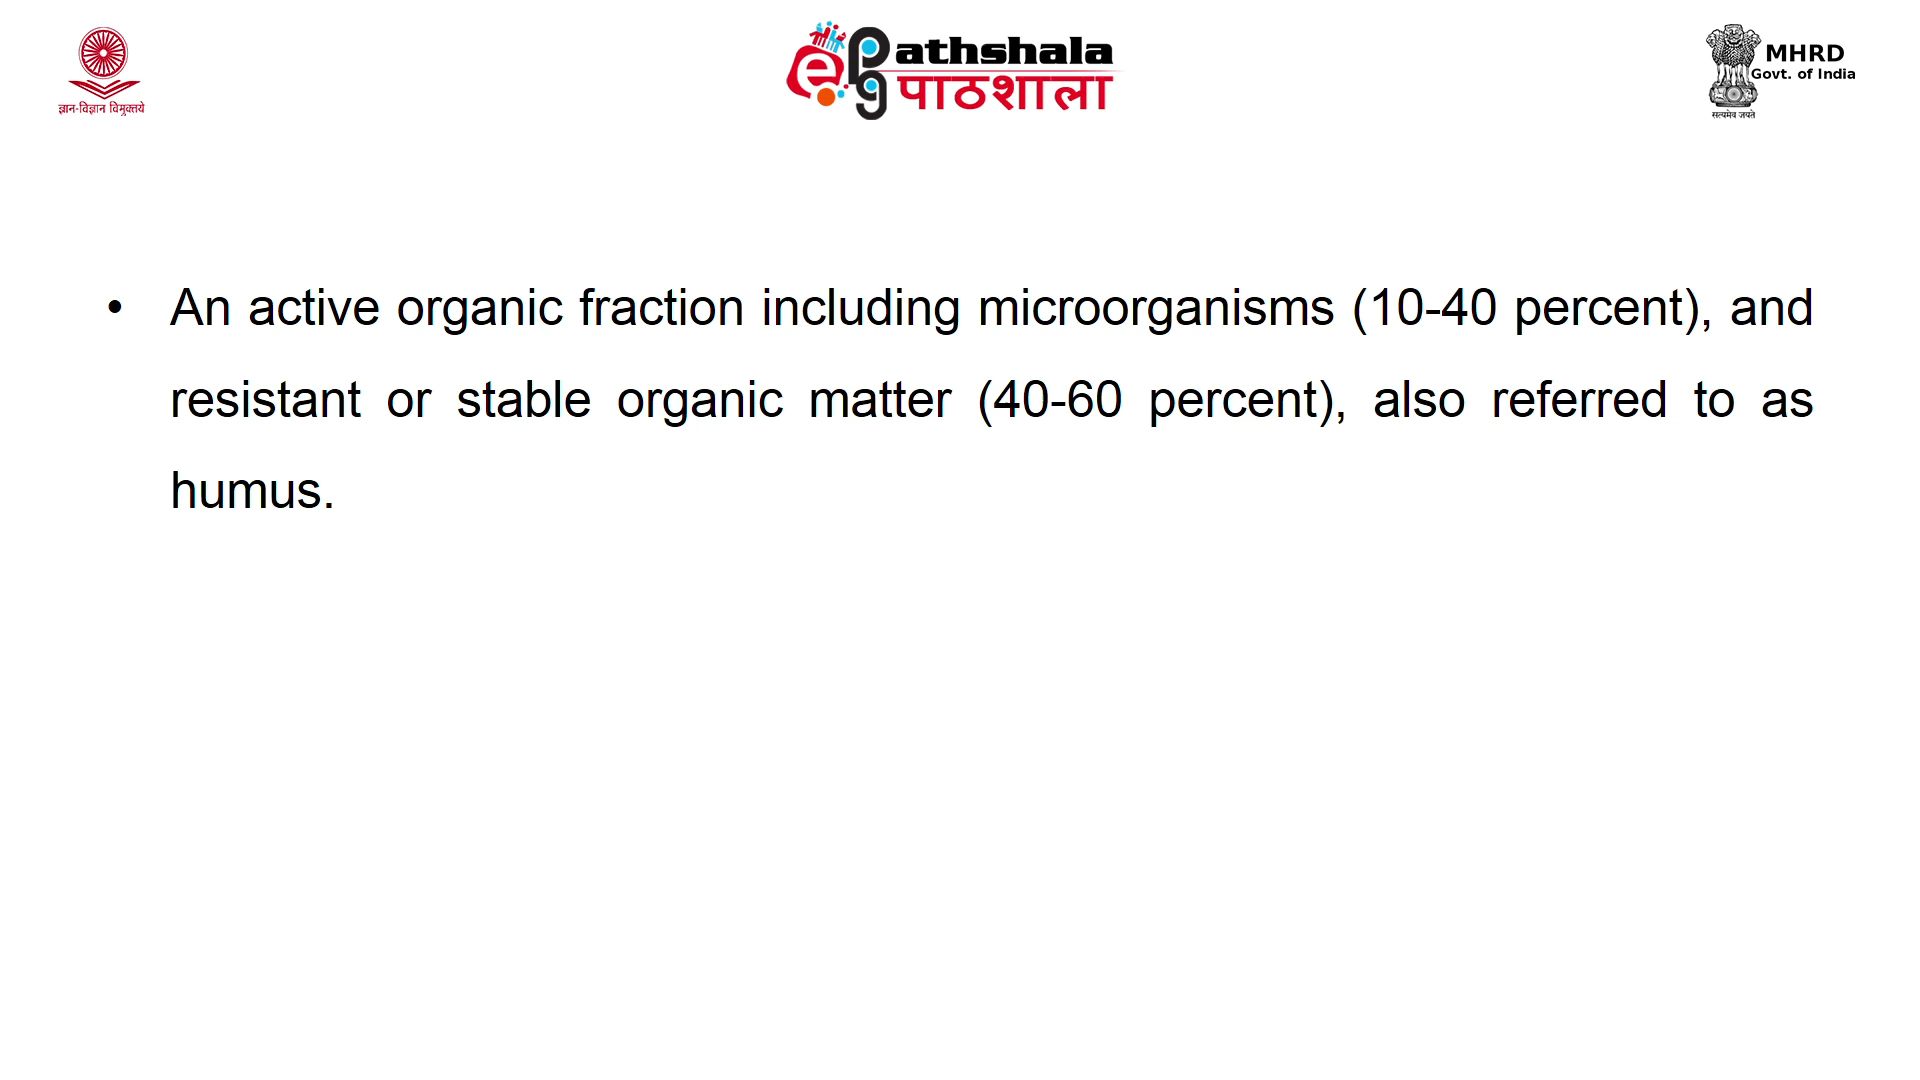 ज्ञान-विज्ञान विमुक्तये
e Pg athshala
पाठशाला
MHRD
Govt. of India
सत्यमेव जयते
• An active organic fraction including microorganisms (10-40 percent), and
resistant or stable organic matter (40-60 percent), also referred to as
humus.